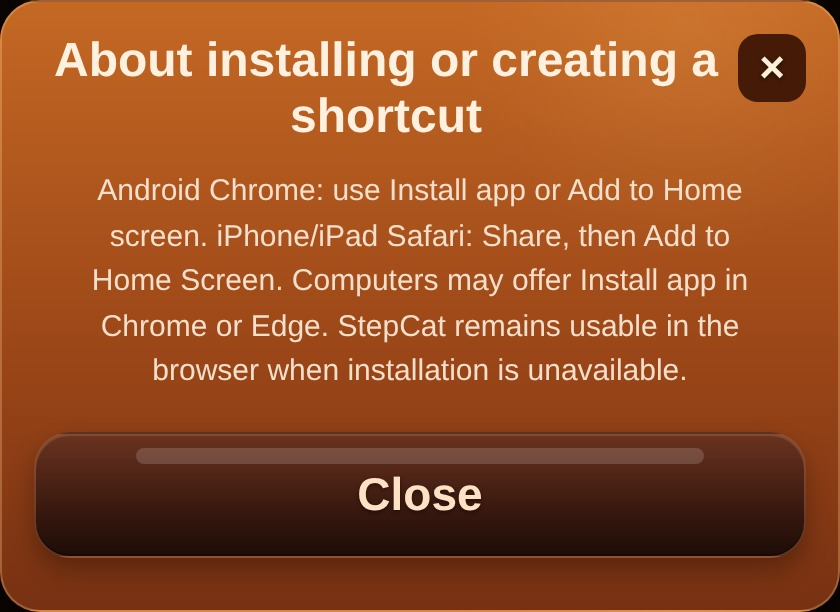 About installing or creating a
shortcut
×
Android Chrome: use Install app or Add to Home
screen. iPhone/iPad Safari: Share, then Add to
Home Screen. Computers may offer Install app in
Chrome or Edge. StepCat remains usable in the
browser when installation is unavailable.
Close